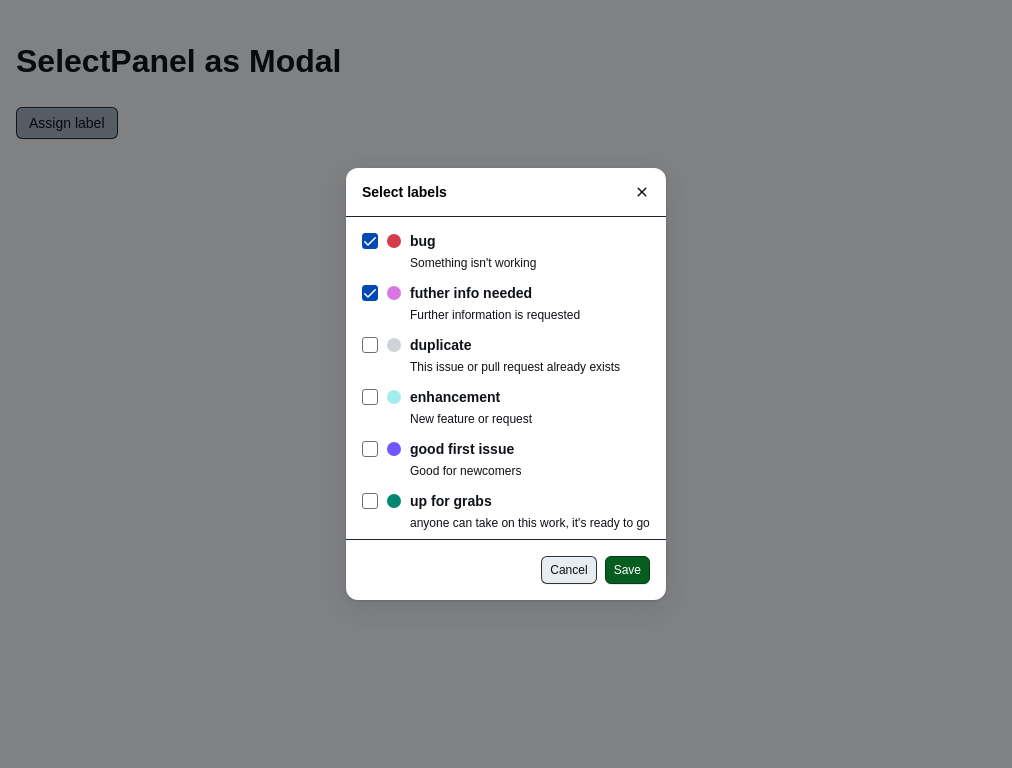 SelectPanel as Modal
Assign label
Select labels
bug
Something isn't working
futher info needed
Further information is requested
duplicate
This issue or pull request already exists
enhancement
New feature or request
good first issue
Good for newcomers
up for grabs
anyone can take on this work, it's ready to go
Cancel
Save